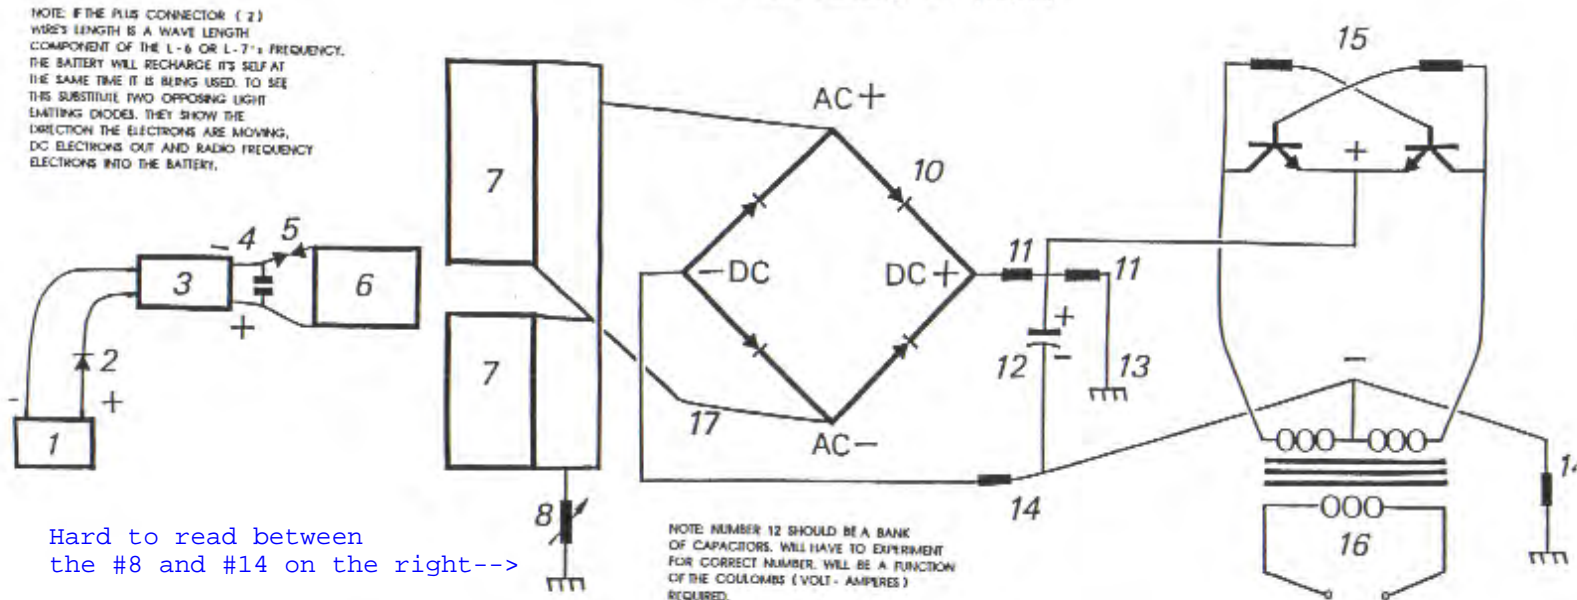 NOTE: IF THE PLUS CONNECTOR ( 2 )
WIRE'S LENGTH IS A WAVE LENGTH
COMPONENT OF THE L - 6 OR L - 7's FREQUENCY.
THE BATTERY WILL RECHARGE IT'S SELF AT
THE SAME TIME IT IS BEING USED. TO SEE
THIS SUBSTITUTE TWO OPPOSING LIGHT
EMITTING DIODES. THEY SHOW THE
DIRECTION THE ELECTRONS ARE MOVING,
DC ELECTRONS OUT AND RADIO FREQUENCY
ELECTRONS INTO THE BATTERY.
15
AC +
+
7
10
- 4 5
3
6
- DC
DC +
11
11
+
2
+
12
-
13
-
- +
1
7
17
AC -
14
14
8
16
Hard to read between
the #8 and #14 on the right-->
NOTE: NUMBER 12 SHOULD BE A BANK
OF CAPACITORS. WILL HAVE TO EXPERIMENT
FOR CORRECT NUMBER. WILL BE A FUNCTION
OF THE COULOMBS ( VOLT - AMPERES )
REQUIRED.